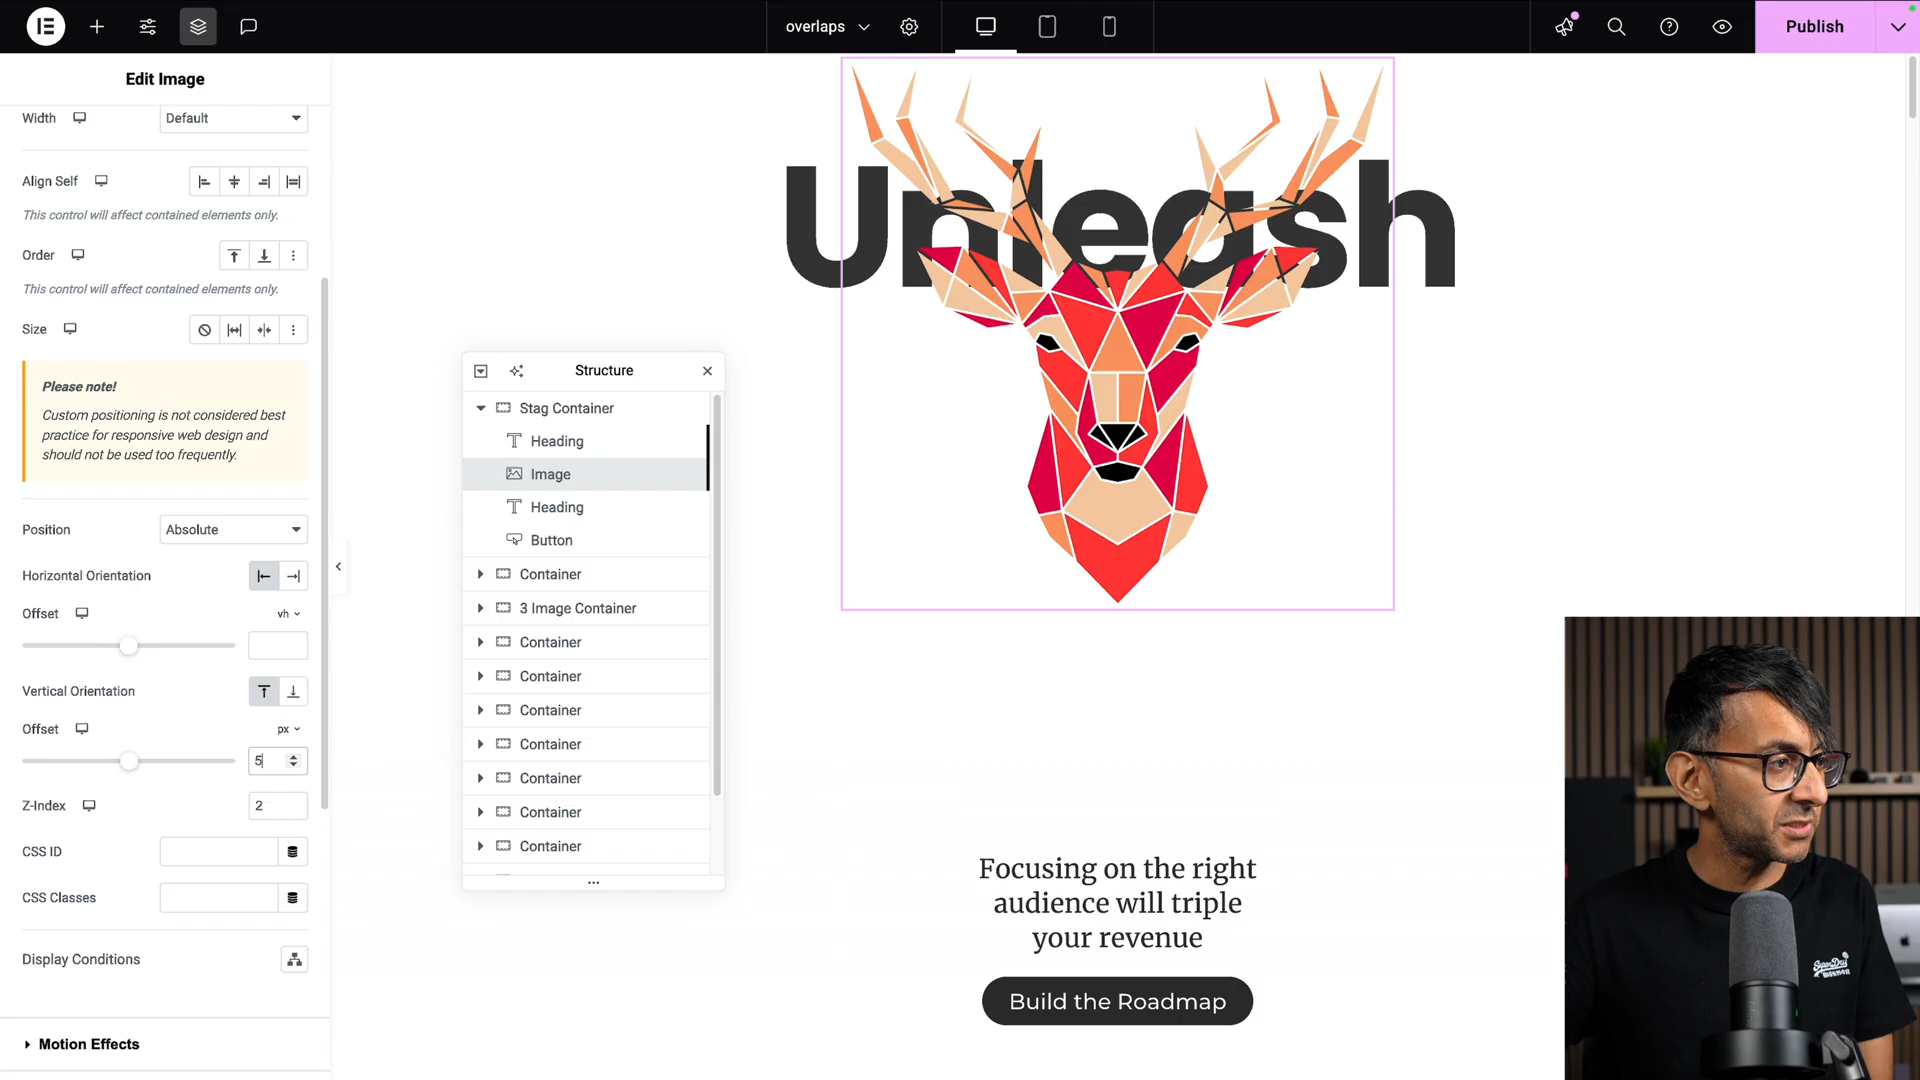 overlaps
Publish
Edit Image
Width
Default
Align Self
This control will affect contained elements only.
Order
This control will affect contained elements only.
Size
Please note!
Custom positioning is not considered best
practice for responsive web design and
should not be used too frequently.
Position
Absolute
Horizontal Orientation
Offset
vh
Vertical Orientation
Offset
px
5
Z-Index
2
CSS ID
CSS Classes
Display Conditions
Motion Effects
Structure
Stag Container
Heading
Image
Heading
Button
Container
3 Image Container
Container
Container
Container
Container
Container
Container
Container
Unleash
Focusing on the right
audience will triple
your revenue
Build the Roadmap